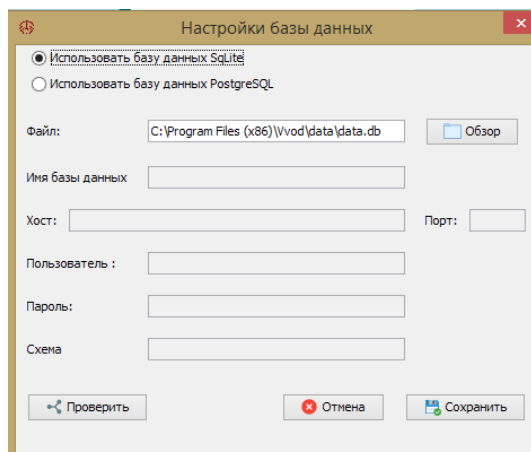 Настройки базы данных
Использовать базу данных SqLite
Использовать базу данных PostgreSQL
Файл: C:\Program Files (x86)\Vvod\data\data.db Обзор
Имя базы данных
Хост: Порт:
Пользователь :
Пароль:
Схема
Проверить Отмена Сохранить